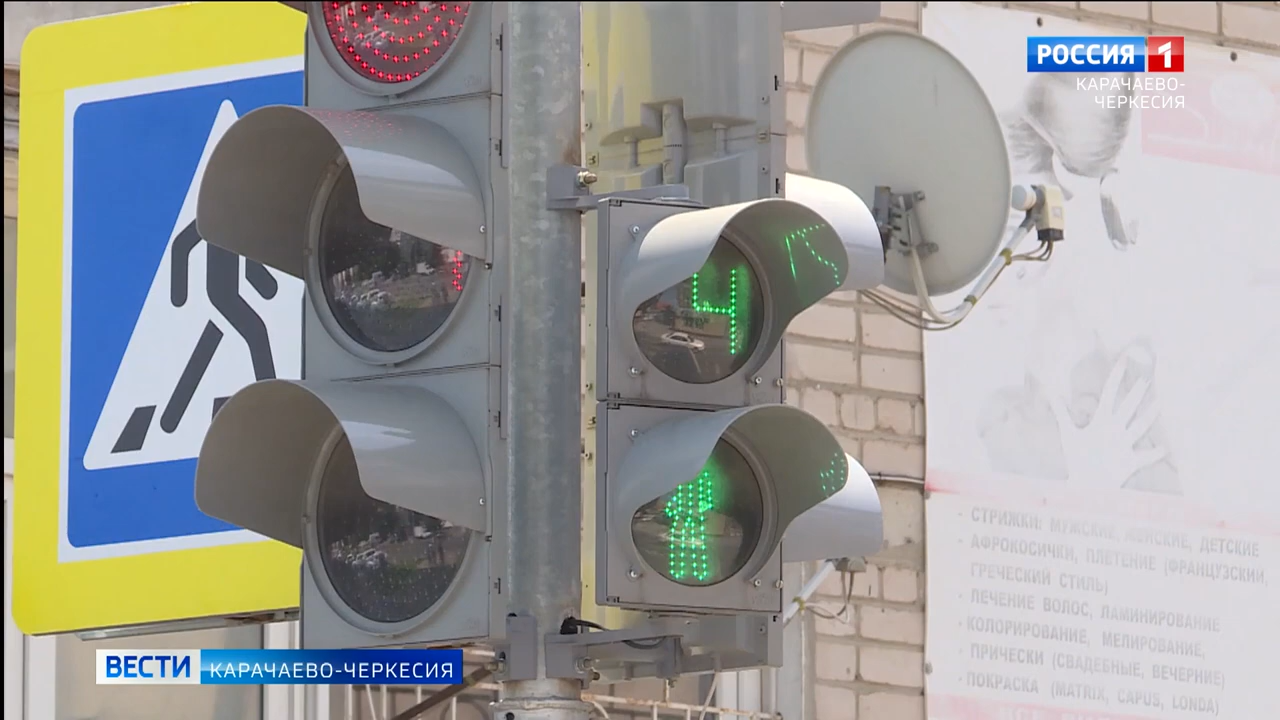 РОССИЯ 1
КАРАЧАЕВО-
ЧЕРКЕСИЯ
4
- СТРИЖКИ: МУЖСКИЕ, ЖЕНСКИЕ, ДЕТСКИЕ
- АФРОКОСИЧКИ, ПЛЕТЕНИЕ (ФРАНЦУЗСКИЙ,
ГРЕЧЕСКИЙ СТИЛЬ)
- ЛЕЧЕНИЕ ВОЛОС, ЛАМИНИРОВАНИЕ
- КОЛОРИРОВАНИЕ, МЕЛИРОВАНИЕ,
- ПРИЧЕСКИ (СВАДЕБНЫЕ, ВЕЧЕРНИЕ)
- ПОКРАСКА (MATRIX, CAPUS, LONDA)
ВЕСТИ КАРАЧАЕВО-ЧЕРКЕСИЯ